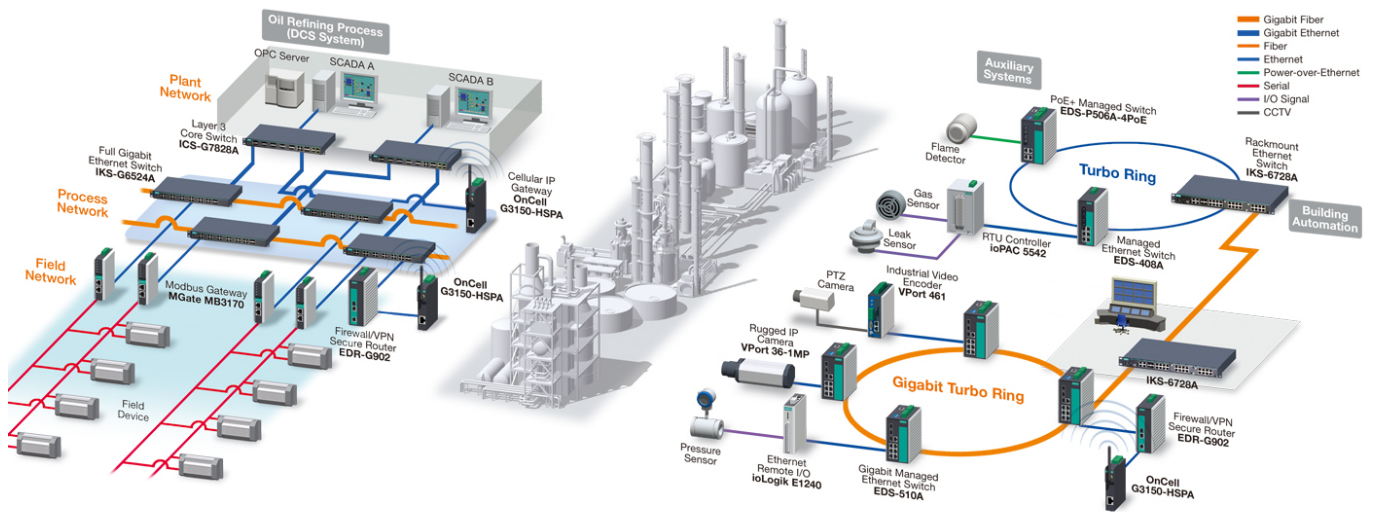 Oil Refining Process
(DCS System)
OPC Server
SCADA A
SCADA B
Plant
Network
Layer 3
Core Switch
ICS-G7828A
Full Gigabit
Ethernet Switch
IKS-G6524A
Cellular IP
Gateway
OnCell
G3150-HSPA
Process
Network
Field
Network
Modbus Gateway
MGate MB3170
OnCell
G3150-HSPA
Firewall/VPN
Secure Router
EDR-G902
Field
Device
Auxiliary
Systems
Gigabit Fiber
Gigabit Ethernet
Fiber
Ethernet
Power-over-Ethernet
Serial
I/O Signal
CCTV
PoE+ Managed Switch
EDS-P506A-4PoE
Flame
Detector
Turbo Ring
Rackmount
Ethernet
Switch
IKS-6728A
Gas
Sensor
Leak
Sensor
RTU Controller
ioPAC 5542
Managed
Ethernet Switch
EDS-408A
Building
Automation
PTZ
Camera
Industrial Video
Encoder
VPort 461
Rugged IP
Camera
VPort 36-1MP
Gigabit Turbo Ring
IKS-6728A
Pressure
Sensor
Ethernet
Remote I/O
ioLogik E1240
Gigabit Managed
Ethernet Switch
EDS-510A
Firewall/VPN
Secure Router
EDR-G902
OnCell
G3150-HSPA